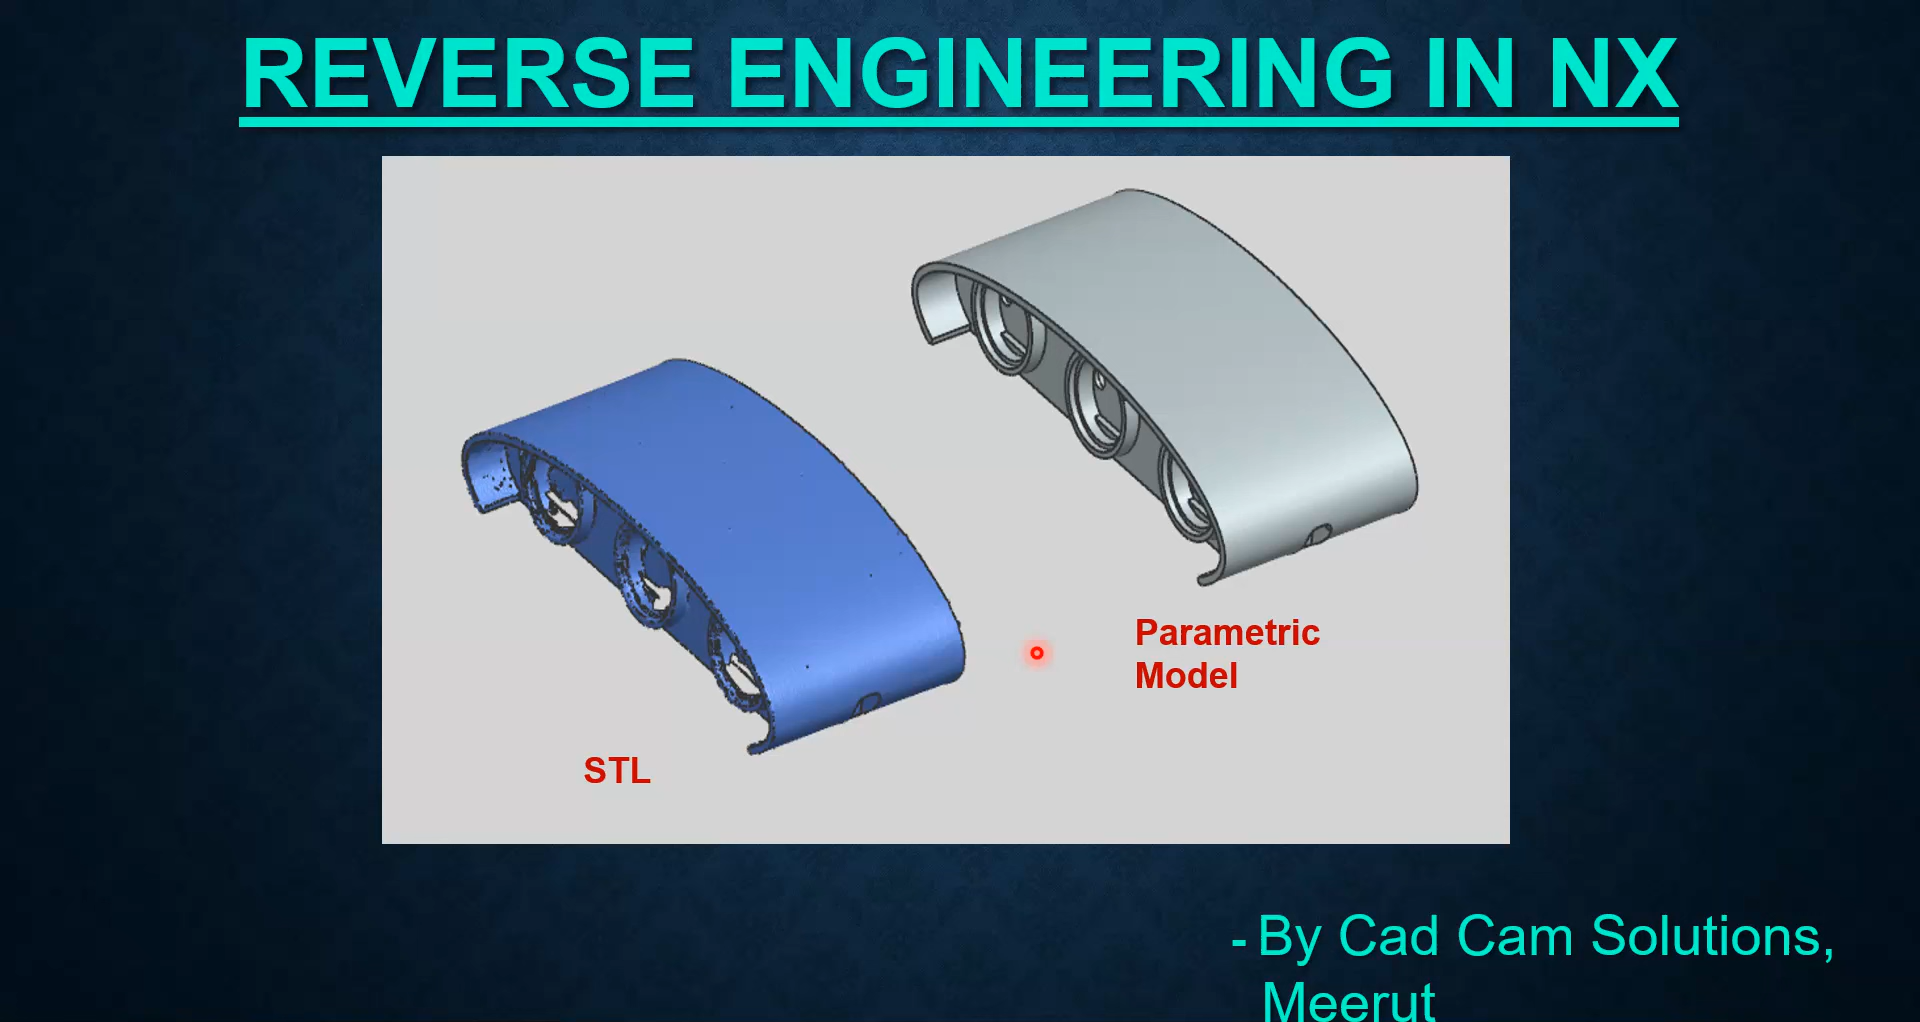 REVERSE ENGINEERING IN NX
Parametric
Model
STL
- By Cad Cam Solutions,
Meerut